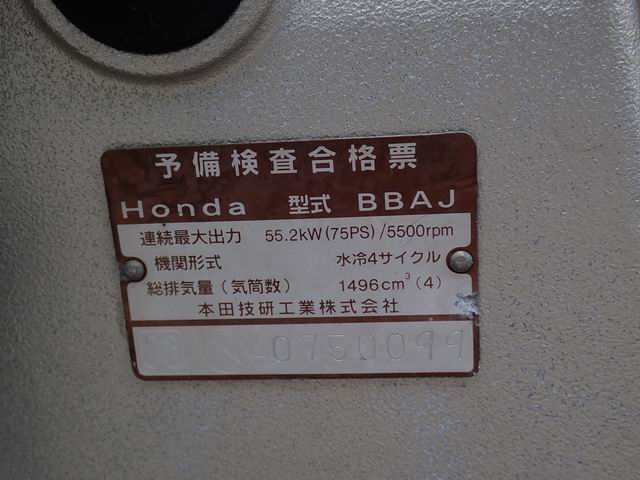 予備検査合格票
Honda 型式 BBAJ
連続最大出力 55.2kW(75PS)/5500rpm
機関形式 水冷4サイクル
総排気量(気筒数) 1496cm³(4)
本田技研工業株式会社
-0750099